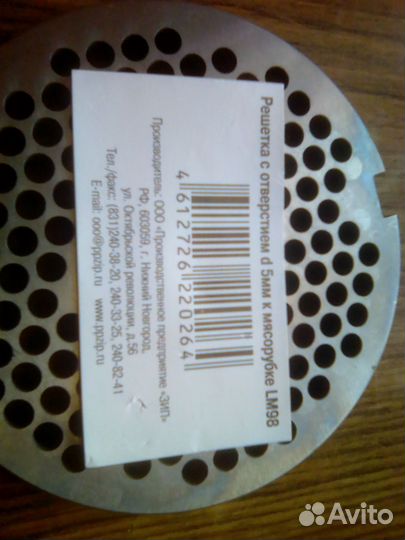 Решетка с отверстием d 5мм к мясорубке LM98
4 612726 220264
Производитель: ООО «Производственное предприятие «ЗИП»
РФ, 603059, г. Нижний Новгород,
ул. Октябрьской революции, д.56
Тел./факс: (831)240-38-20, 240-33-25, 240-82-41
E-mail: ooo@ppzip.ru www.ppzip.ru
Avito